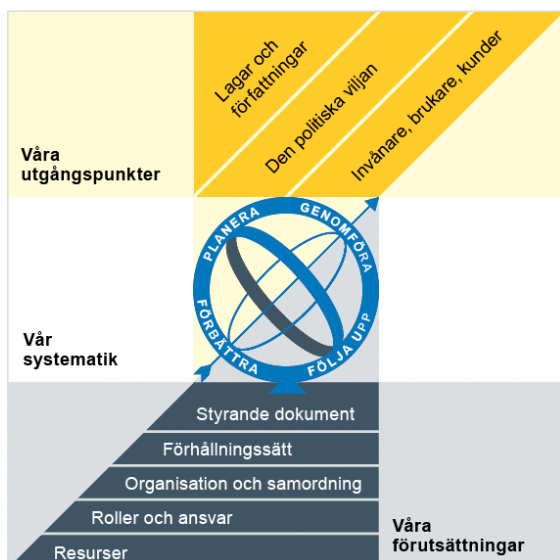 Lagar och
författningar
Den politiska viljan
Invånare, brukare, kunder
Våra
utgångspunkter
PLANERA
GENOMFÖRA
FÖRBÄTTRA
FÖLJA UPP
Vår
systematik
Styrande dokument
Förhållningssätt
Organisation och samordning
Roller och ansvar
Resurser
Våra
förutsättningar